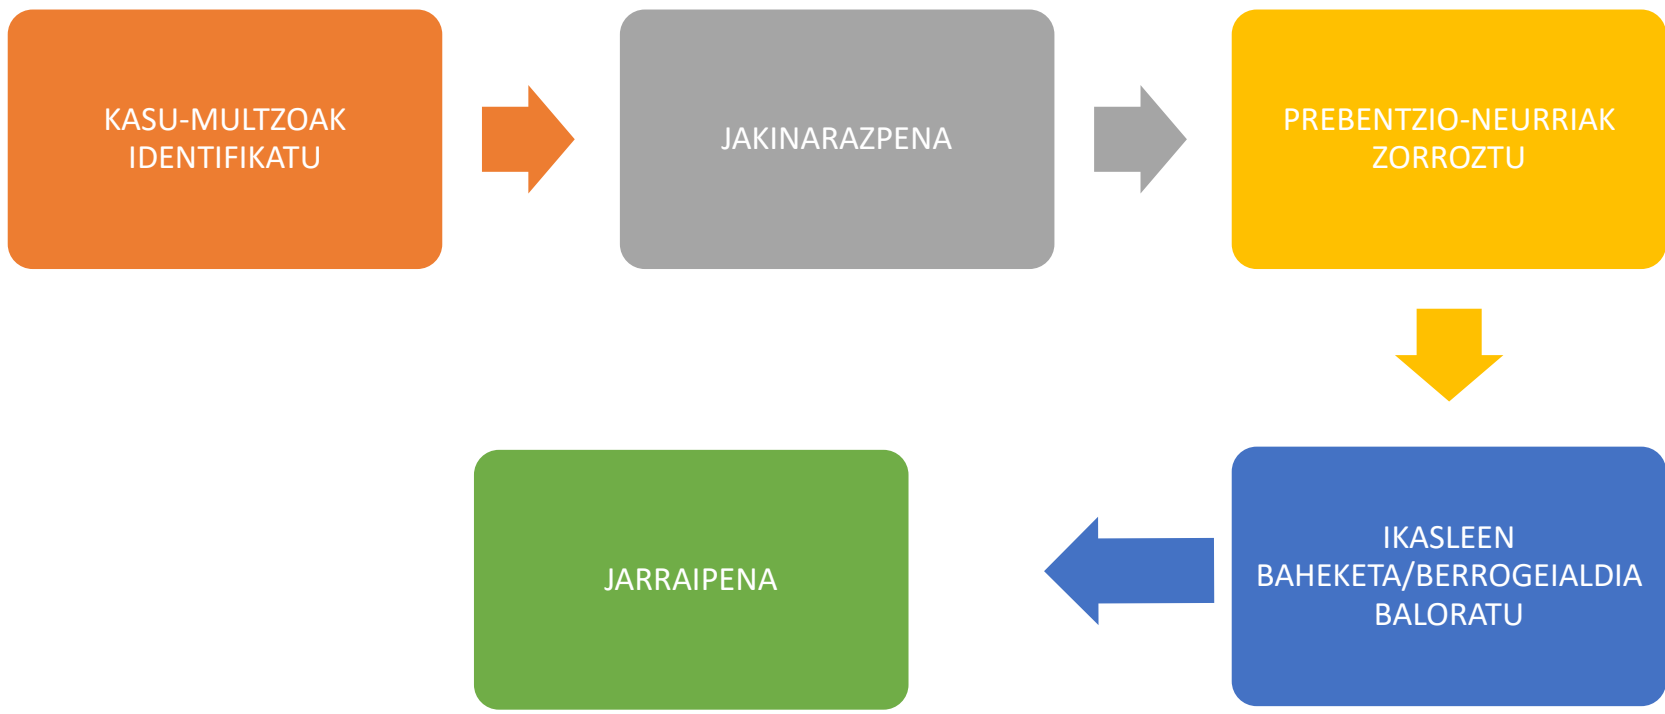 KASU-MULTZOAK
IDENTIFIKATU
JAKINARAZPENA
PREBENTZIO-NEURRIAK
ZORROZTU
IKASLEEN
BAHEKETA/BERROGEIALDIA
BALORATU
JARRAIPENA